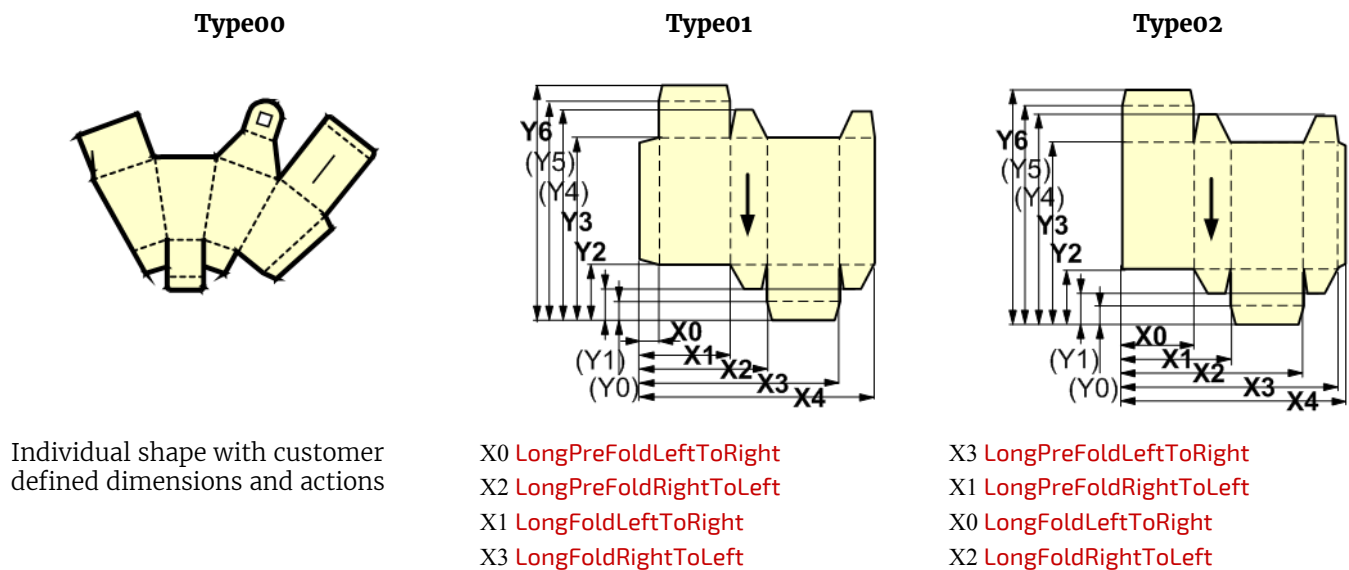 Type00
Type01
Type02
Y6
(Y5)
(Y4)
Y3
Y2
X0
(Y1)
X1
X2
(Y0)
X3
X4
Y6
(Y5)
(Y4)
Y3
Y2
X0
(Y1)
X1
X2
(Y0)
X3
X4
Individual shape with customer
defined dimensions and actions
X0 LongPreFoldLeftToRight
X2 LongPreFoldRightToLeft
X1 LongFoldLeftToRight
X3 LongFoldRightToLeft
X3 LongPreFoldLeftToRight
X1 LongPreFoldRightToLeft
X0 LongFoldLeftToRight
X2 LongFoldRightToLeft